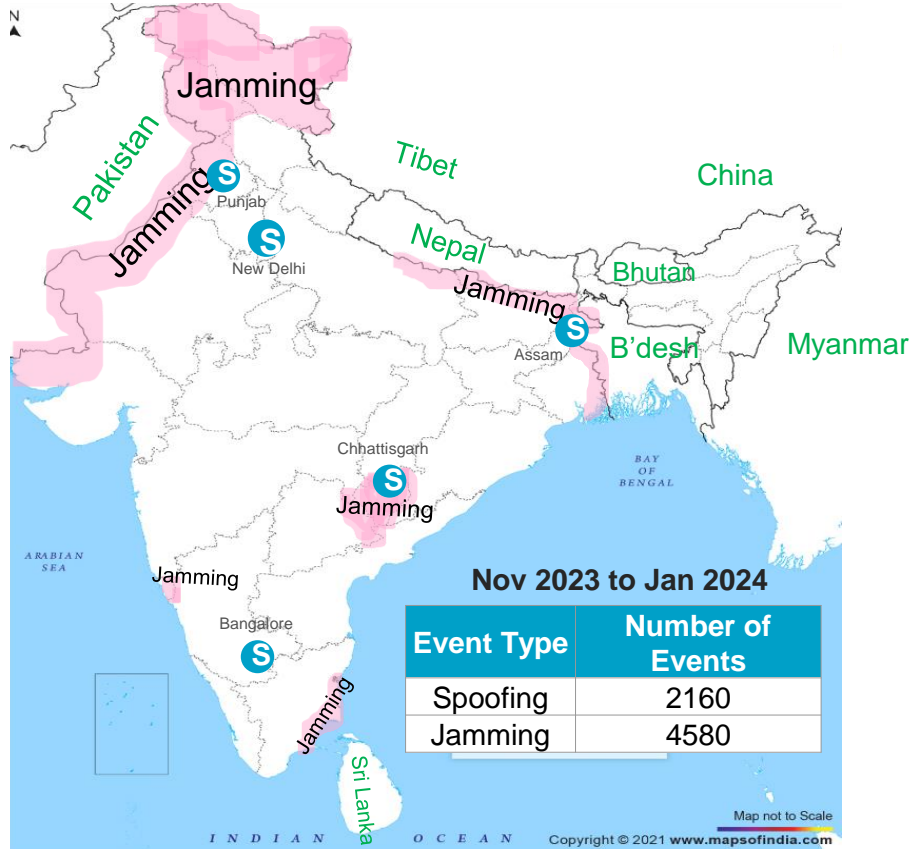 N
Jamming
Pakistan
Tibet
China
S
Punjab
Jamming
S
New Delhi
Nepal
Bhutan
Jamming
S
Assam
B'desh
Myanmar
Chhattisgarh
S
Jamming
BAY
OF
BENGAL
ARABIAN
SEA
Jamming
Bangalore
S
Jamming
Sri Lanka
Nov 2023 to Jan 2024
Event Type Number of
Events
Spoofing 2160
Jamming 4580
Map not to Scale
INDIAN OCEAN
Copyright © 2021 www.mapsofindia.com